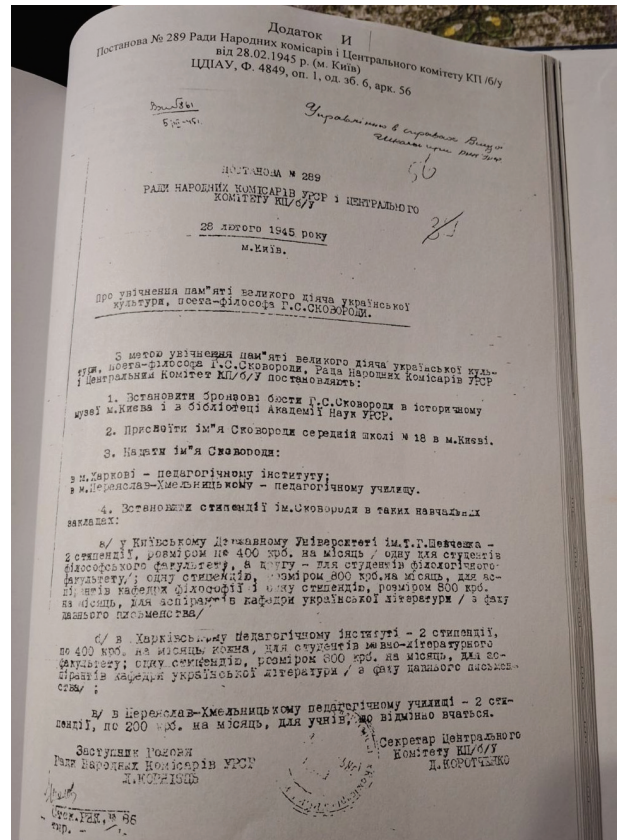 Додаток И
Постанова № 289 Ради Народних комісарів і Центрального комітету КП /б/у
від 28.02.1945 р. (м. Київ)
ЦДІАУ, Ф. 4849, оп. 1, од. зб. 6, арк. 56
Управлінню в справах Вищої
56
ПОСТАНОВА № 289
РАДИ НАРОДНИХ КОМІСАРІВ УРСР і ЦЕНТРАЛЬНОГО
КОМІТЕТУ КП/б/У
28 лютого 1945 року
м.Київ.
Про увічнення пам"яті великого діяча української
культури, поета-філософа Г.С.СКОВОРОДИ.
З метою увічнення пам"яті великого діяча української куль-
тури, поета-філософа Г.С.Сковороди, Рада Народних Комісарів УРСР
і Центральний Комітет КП/б/У постановляють:
1. Встановити бронзові бюсти Г.С.Сковороди в історичному
музеї м.Києва і в бібліотеці Академії Наук УРСР.
2. Присвоїти ім"я Сковороди середній школі № 18 в м.Києві.
3. Надати ім"я Сковороди:
в м.Харкові - педагогічному інституту;
в м.Переяслав-Хмельницькому - педагогічному училищу.
4. Встановити стипендії ім.Сковороди в таких навчальних
закладах:
а/ у Київському Державному Університеті ім.Т.Г.Шевченка -
2 стипендії, розміром по 400 крб. на місяць / одну для студентів
філософського факультету, а другу - для студентів філологічного
факультету/; одну стипендію, розміром 800 крб.на місяць, для ас-
пірантів кафедри філософії і одну стипендію, розміром 800 крб.
на місяць, для аспірантів кафедри української літератури / з фаху
давнього письменства/
б/ в Харківському педагогічному інституті - 2 стипендії,
по 400 крб. на місяць кожна, для студентів мовно-літературного
факультету; одну стипендію, розміром 800 крб. на місяць, для ас-
пірантів кафедри української літератури / з фаху давнього письмен-
ства/ ;
в/ в Переяслав-Хмельницькому педагогічному училищі - 2 сти-
пендії, по 200 крб. на місяць, для учнів, що відмінно вчаться.
Заступник Голови
Ради Народних Комісарів УРСР
Л.КОРНІЄЦЬ
Секретар Центрального
Комітету КП/б/У
Д.КОРОТЧЕНКО
66
тир. -